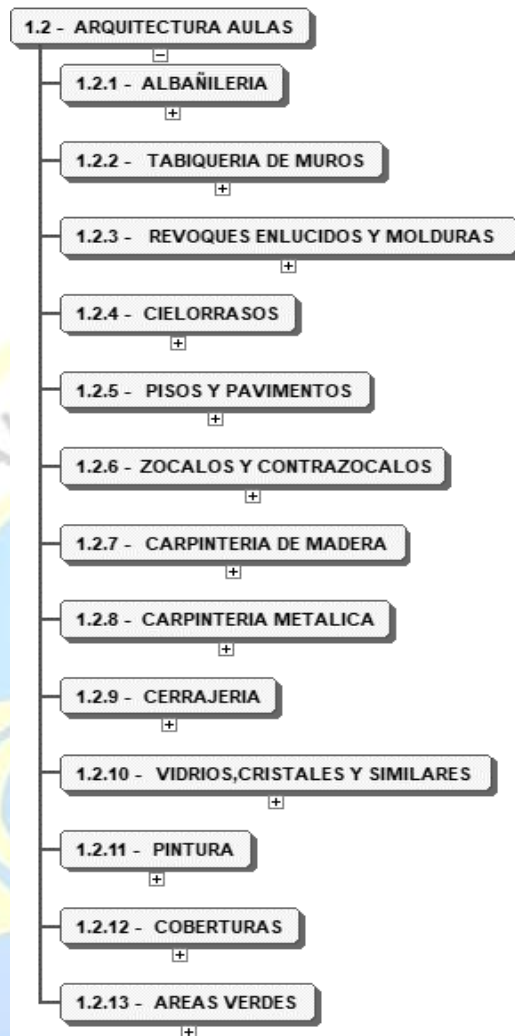 1.2 - ARQUITECTURA AULAS
1.2.1 - ALBAÑILERIA
1.2.2 - TABIQUERIA DE MUROS
1.2.3 - REVOQUES ENLUCIDOS Y MOLDURAS
1.2.4 - CIELORRASOS
1.2.5 - PISOS Y PAVIMENTOS
1.2.6 - ZOCALOS Y CONTRAZOCALOS
1.2.7 - CARPINTERIA DE MADERA
1.2.8 - CARPINTERIA METALICA
1.2.9 - CERRAJERIA
1.2.10 - VIDRIOS,CRISTALES Y SIMILARES
1.2.11 - PINTURA
1.2.12 - COBERTURAS
1.2.13 - AREAS VERDES